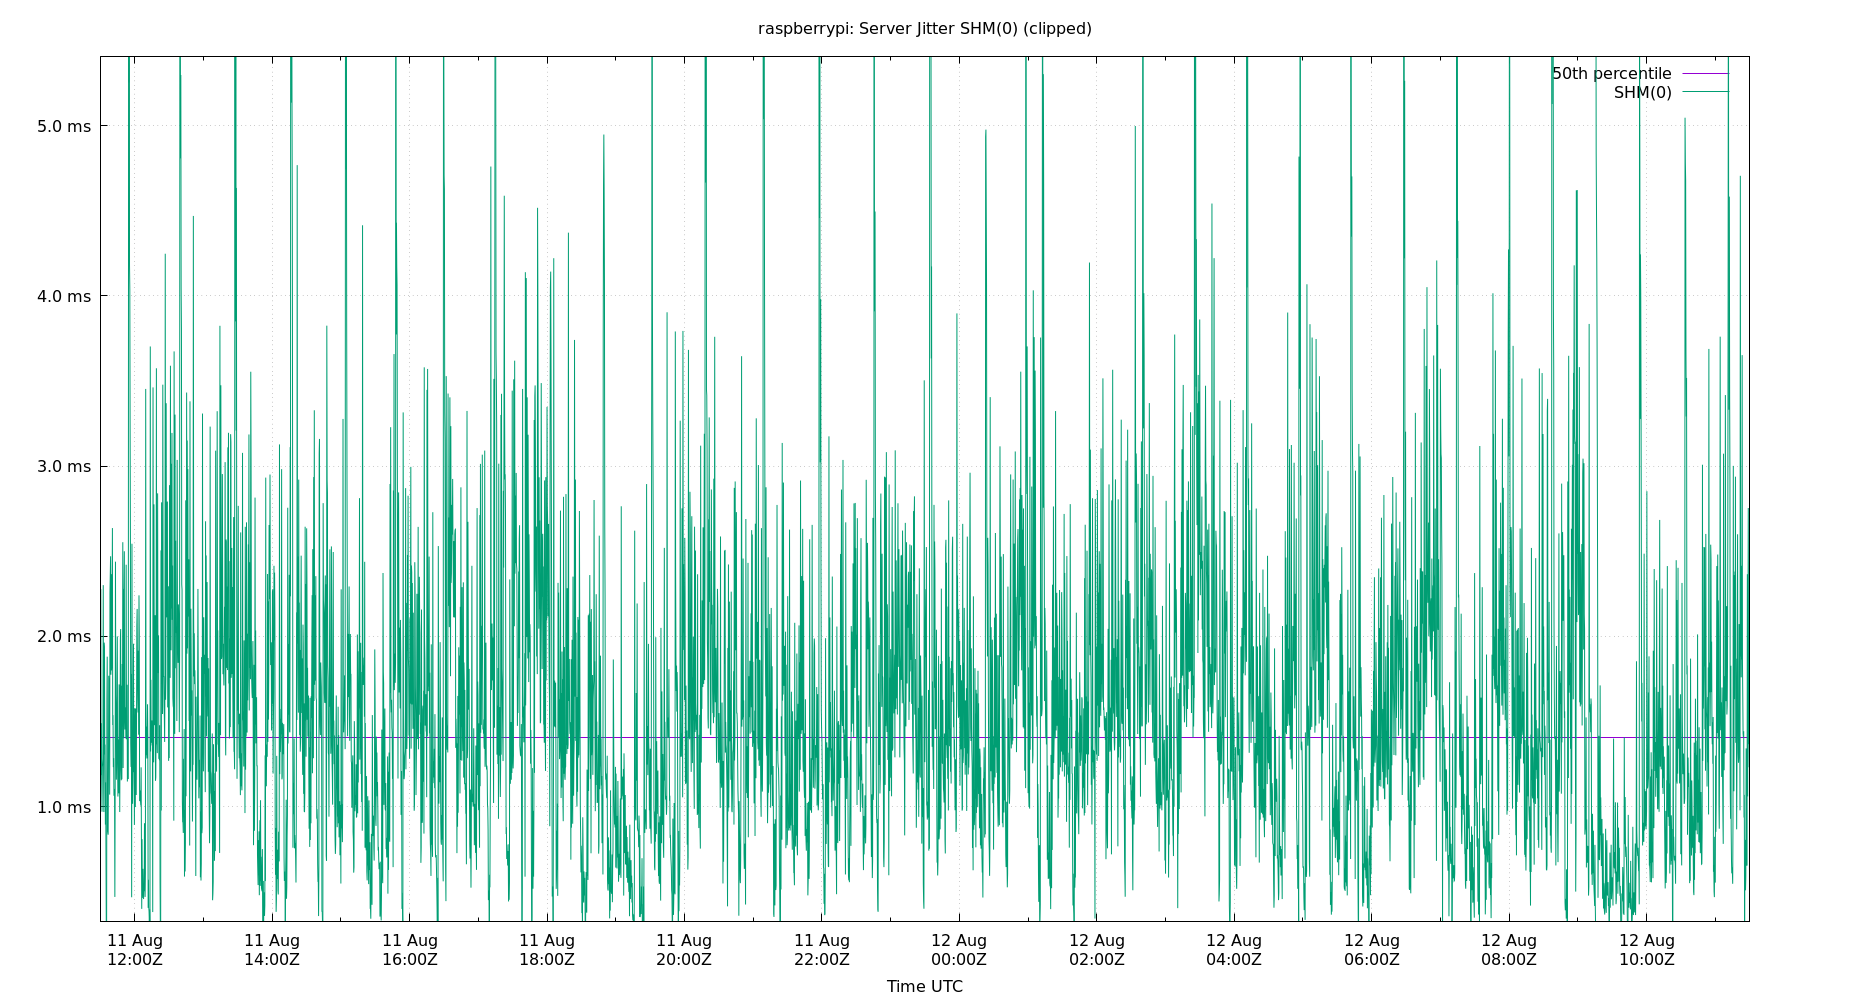 raspberrypi: Server Jitter SHM(0) (clipped)
50th percentile
SHM(0)
5.0 ms
4.0 ms
3.0 ms
2.0 ms
1.0 ms
11 Aug 11 Aug 11 Aug 11 Aug 11 Aug 11 Aug 12 Aug 12 Aug 12 Aug 12 Aug 12 Aug 12 Aug
12:00Z 14:00Z 16:00Z 18:00Z 20:00Z 22:00Z 00:00Z 02:00Z 04:00Z 06:00Z 08:00Z 10:00Z
Time UTC